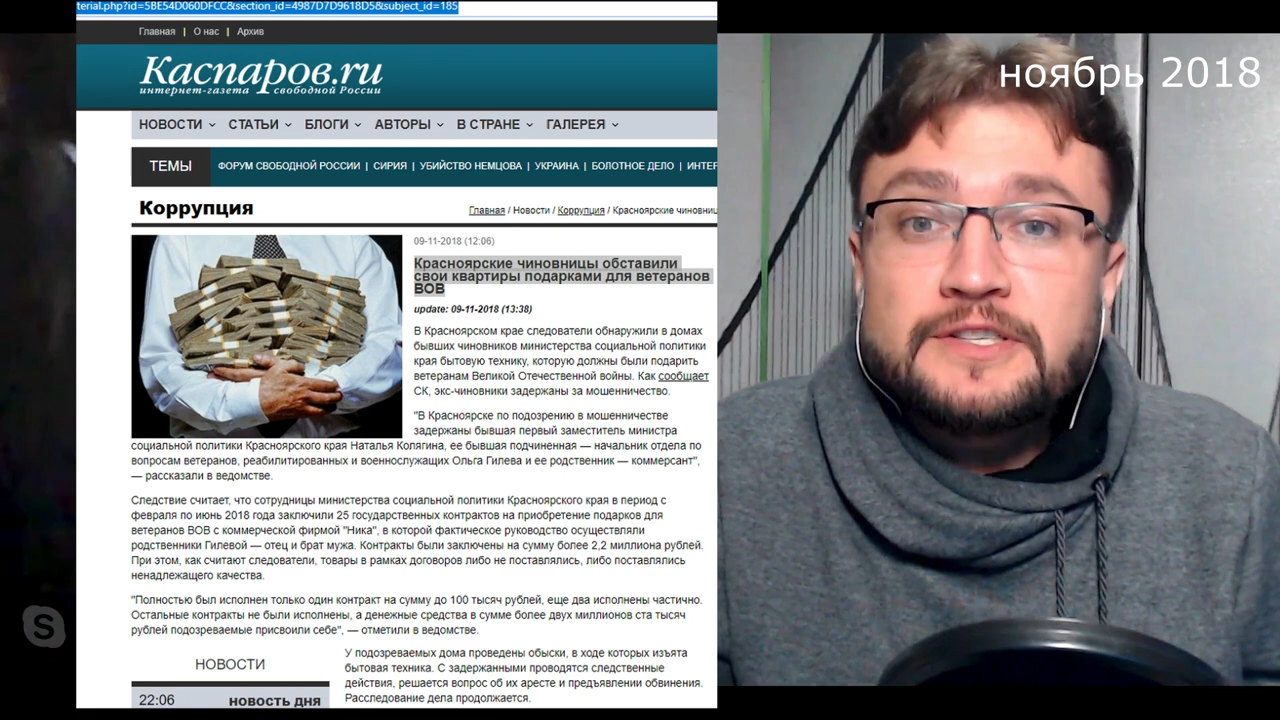 terial.php?id=5BE54D060DFCC&section_id=4987D7D9618D5&subject_id=185
Главная | О нас | Архив
Каспаров.ru
интернет-газета свободной России
НОВОСТИ СТАТЬИ БЛОГИ АВТОРЫ В СТРАНЕ ГАЛЕРЕЯ
ТЕМЫ ФОРУМ СВОБОДНОЙ РОССИИ | СИРИЯ | УБИЙСТВО НЕМЦОВА | УКРАИНА | БОЛОТНОЕ ДЕЛО | ИНТЕР
Коррупция
Главная / Новости / Коррупция / Красноярские чиновниц
09-11-2018 (12:06)
Красноярские чиновницы обставили
свои квартиры подарками для ветеранов
ВОВ
update: 09-11-2018 (13:38)
В Красноярском крае следователи обнаружили в домах
бывших чиновников министерства социальной политики
края бытовую технику, которую должны были подарить
ветеранам Великой Отечественной войны. Как сообщает
СК, экс-чиновники задержаны за мошенничество.
"В Красноярске по подозрению в мошенничестве
задержаны бывшая первый заместитель министра
социальной политики Красноярского края Наталья Колягина, ее бывшая подчиненная — начальник отдела по
вопросам ветеранов, реабилитированных и военнослужащих Ольга Гилева и ее родственник — коммерсант",
— рассказали в ведомстве.
Следствие считает, что сотрудницы министерства социальной политики Красноярского края в период с
февраля по июнь 2018 года заключили 25 государственных контрактов на приобретение подарков для
ветеранов ВОВ с коммерческой фирмой "Ника", в которой фактическое руководство осуществляли
родственники Гилевой — отец и брат мужа. Контракты были заключены на сумму более 2,2 миллиона рублей.
При этом, как считают следователи, товары в рамках договоров либо не поставлялись, либо поставлялись
ненадлежащего качества.
"Полностью был исполнен только один контракт на сумму до 100 тысяч рублей, еще два исполнены частично.
Остальные контракты не были исполнены, а денежные средства в сумме более двух миллионов ста тысяч
рублей подозреваемые присвоили себе", — отметили в ведомстве.
У подозреваемых дома проведены обыски, в ходе которых изъята
бытовая техника. С задержанными проводятся следственные
действия, решается вопрос об их аресте и предъявлении обвинения.
Расследование дела продолжается.
НОВОСТИ
22:06 новость дня
ноябрь 2018
S